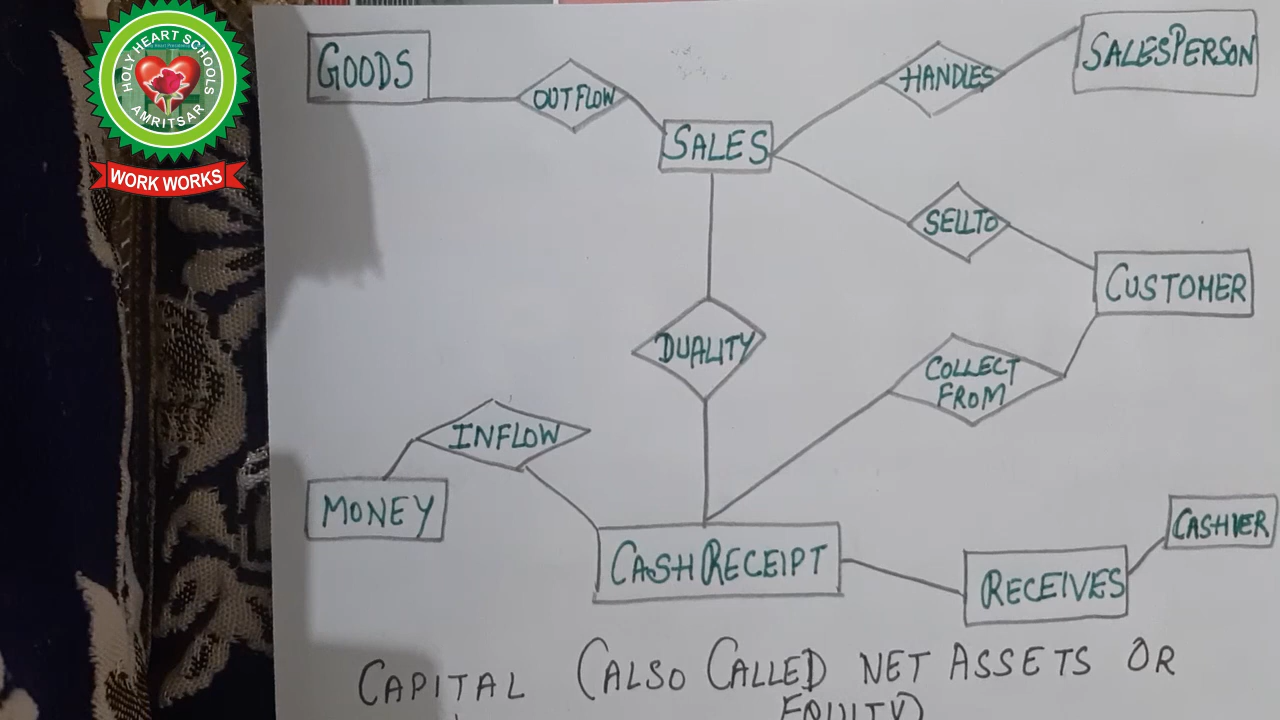 HOLY HEART SCHOOLS
AMRITSAR
WORK WORKS
GOODS
OUTFLOW
SALES
HANDLES
SALESPERSON
SELLTO
CUSTOMER
DUALITY
COLLECT
FROM
INFLOW
MONEY
CASHRECEIPT
RECEIVES
CASHIER
CAPITAL (ALSO CALLED NET ASSETS OR
EQUITY)